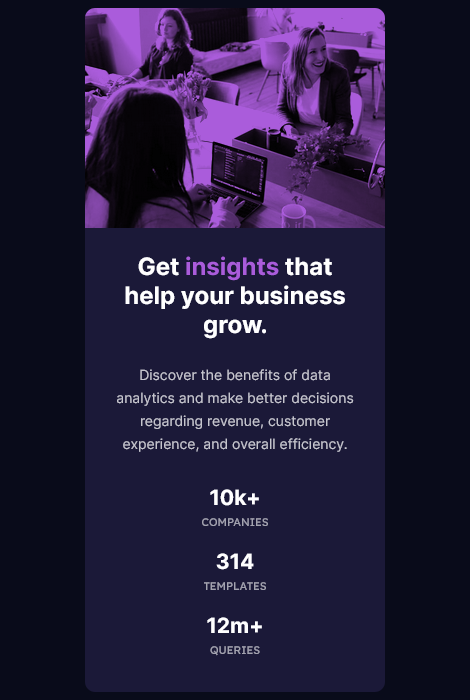 Get insights that
help your business
grow.
Discover the benefits of data
analytics and make better decisions
regarding revenue, customer
experience, and overall efficiency.
10k+
COMPANIES
314
TEMPLATES
12m+
QUERIES